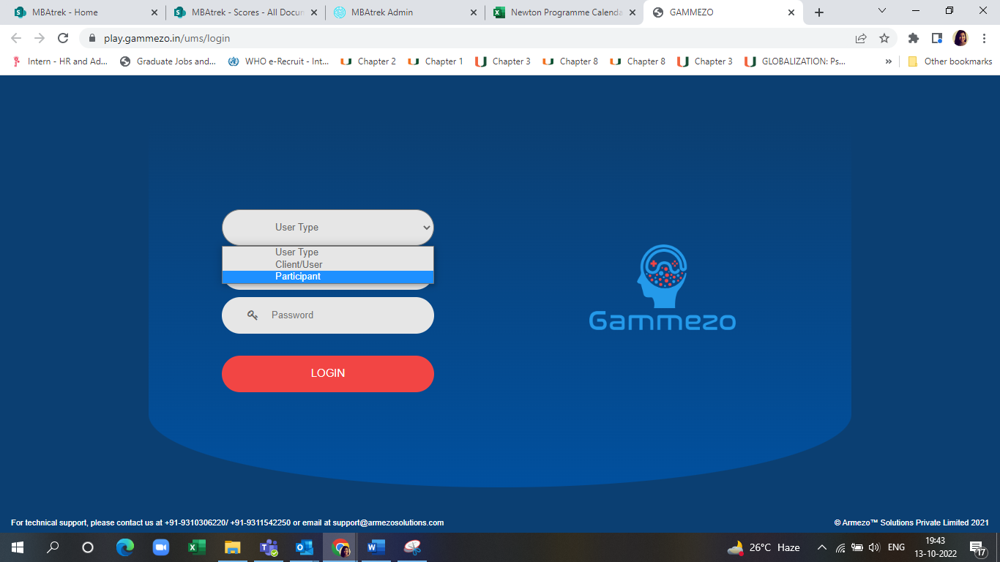 MBAtrek - Home
MBAtrek - Scores - All Docun
MBAtrek Admin
Newton Programme Calenda
GAMMEZO
play.gammezo.in/ums/login
Intern - HR and Ad...
Graduate Jobs and...
WHO e-Recruit - Int...
Chapter 2
Chapter 1
Chapter 3
Chapter 8
Chapter 8
Chapter 3
GLOBALIZATION: Ps...
»
Other bookmarks
User Type
User Type
Client/User
Participant
Password
LOGIN
Gammezo
For technical support, please contact us at +91-9310306220/ +91-9311542250 or email at support@armezosolutions.com
© Armezo™ Solutions Private Limited 2021
26°C Haze
ENG
19:43
13-10-2022
17